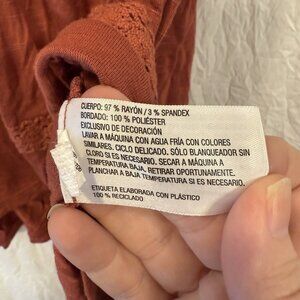 CUERPO: 97 % RAYÓN / 3 % SPANDEX
BORDADO: 100 % POLIÉSTER
EXCLUSIVO DE DECORACIÓN
LAVAR A MÁQUINA CON AGUA FRÍA CON COLORES
SIMILARES. CICLO DELICADO. SÓLO BLANQUEADOR SIN
CLORO SI ES NECESARIO. SECAR A MÁQUINA A
TEMPERATURA BAJA, RETIRAR OPORTUNAMENTE.
PLANCHAR A BAJA TEMPERATURA SI ES NECESARIO.
ETIQUETA ELABORADA CON PLÁSTICO
100 % RECICLADO